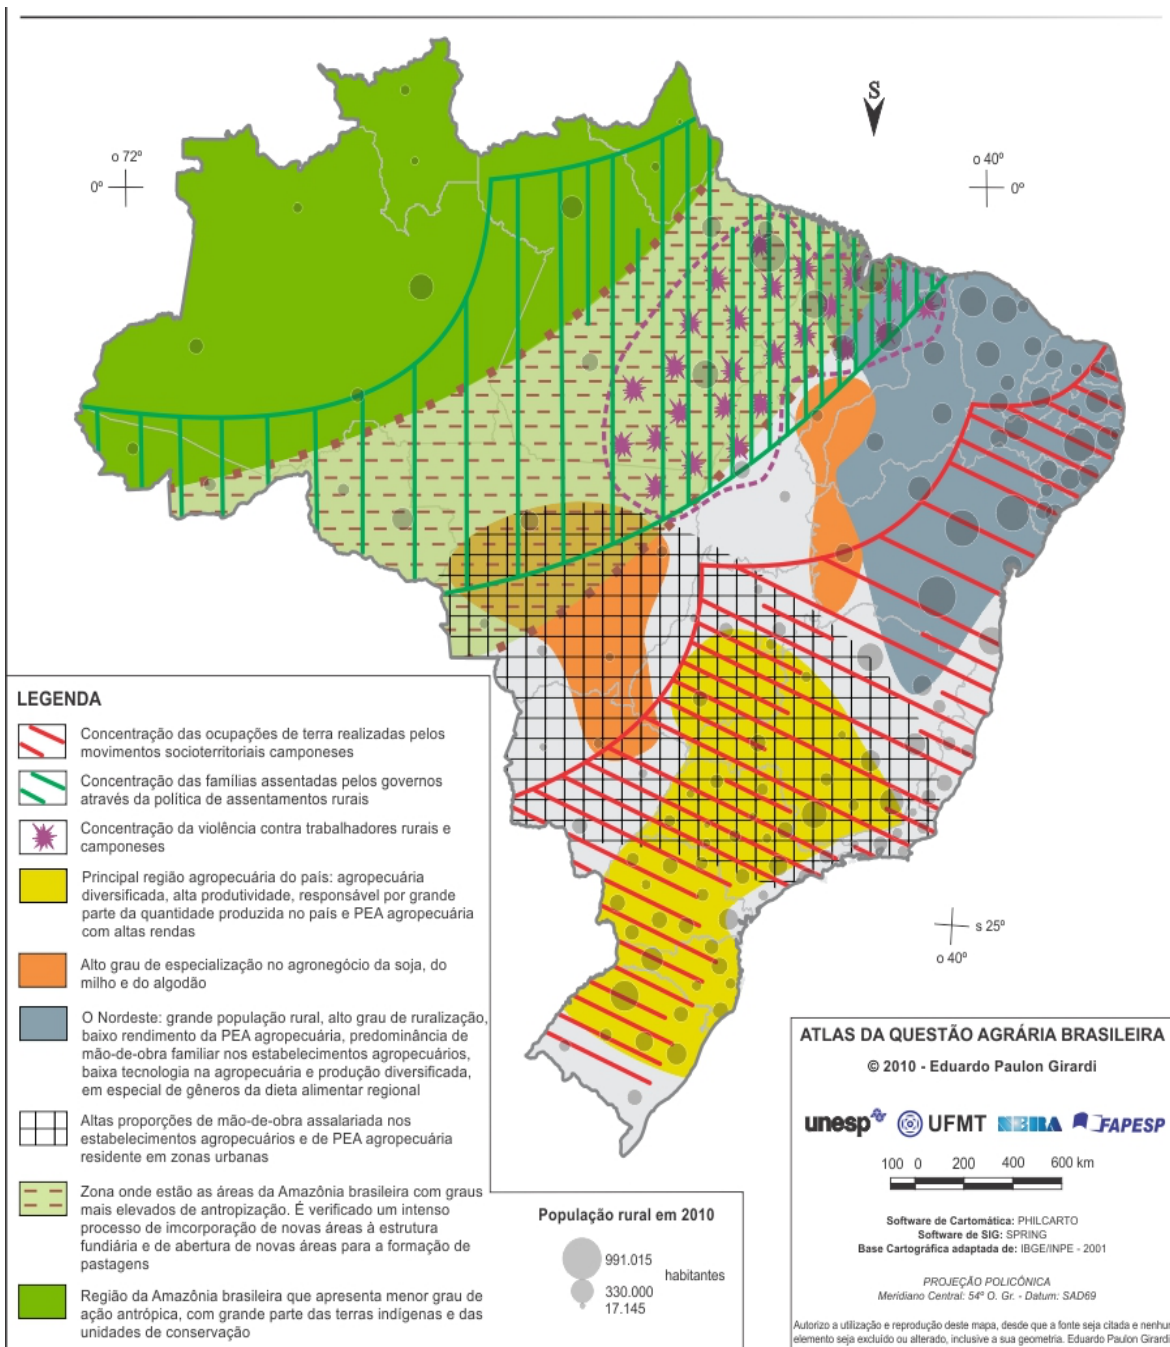 S
o 72º
0º
o 40º
0º
s 25º
o 40º
LEGENDA
Concentração das ocupações de terra realizadas pelos
movimentos socioterritoriais camponeses
Concentração das famílias assentadas pelos governos
através da política de assentamentos rurais
Concentração da violência contra trabalhadores rurais e
camponeses
Principal região agropecuária do país: agropecuária
diversificada, alta produtividade, responsável por grande
parte da quantidade produzida no país e PEA agropecuária
com altas rendas
Alto grau de especialização no agronegócio da soja, do
milho e do algodão
O Nordeste: grande população rural, alto grau de ruralização,
baixo rendimento da PEA agropecuária, predominância de
mão-de-obra familiar nos estabelecimentos agropecuários,
baixa tecnologia na agropecuária e produção diversificada,
em especial de gêneros da dieta alimentar regional
Altas proporções de mão-de-obra assalariada nos
estabelecimentos agropecuários e de PEA agropecuária
residente em zonas urbanas
Zona onde estão as áreas da Amazônia brasileira com graus
mais elevados de antropização. É verificado um intenso
processo de imcorporação de novas áreas à estrutura
fundiária e de abertura de novas áreas para a formação de
pastagens
Região da Amazônia brasileira que apresenta menor grau de
ação antrópica, com grande parte das terras indígenas e das
unidades de conservação
População rural em 2010
991.015
habitantes
330.000
17.145
ATLAS DA QUESTÃO AGRÁRIA BRASILEIRA
© 2010 - Eduardo Paulon Girardi
unesp UFMT NERA FAPESP
100 0 200 400 600 km
Software de Cartomática: PHILCARTO
Software de SIG: SPRING
Base Cartográfica adaptada de: IBGE/INPE - 2001
PROJEÇÃO POLICÔNICA
Meridiano Central: 54º O. Gr. - Datum: SAD69
Autorizo a utilização e reprodução deste mapa, desde que a fonte seja citada e nenhum
elemento seja excluído ou alterado, inclusive a sua geometria. Eduardo Paulon Girardi